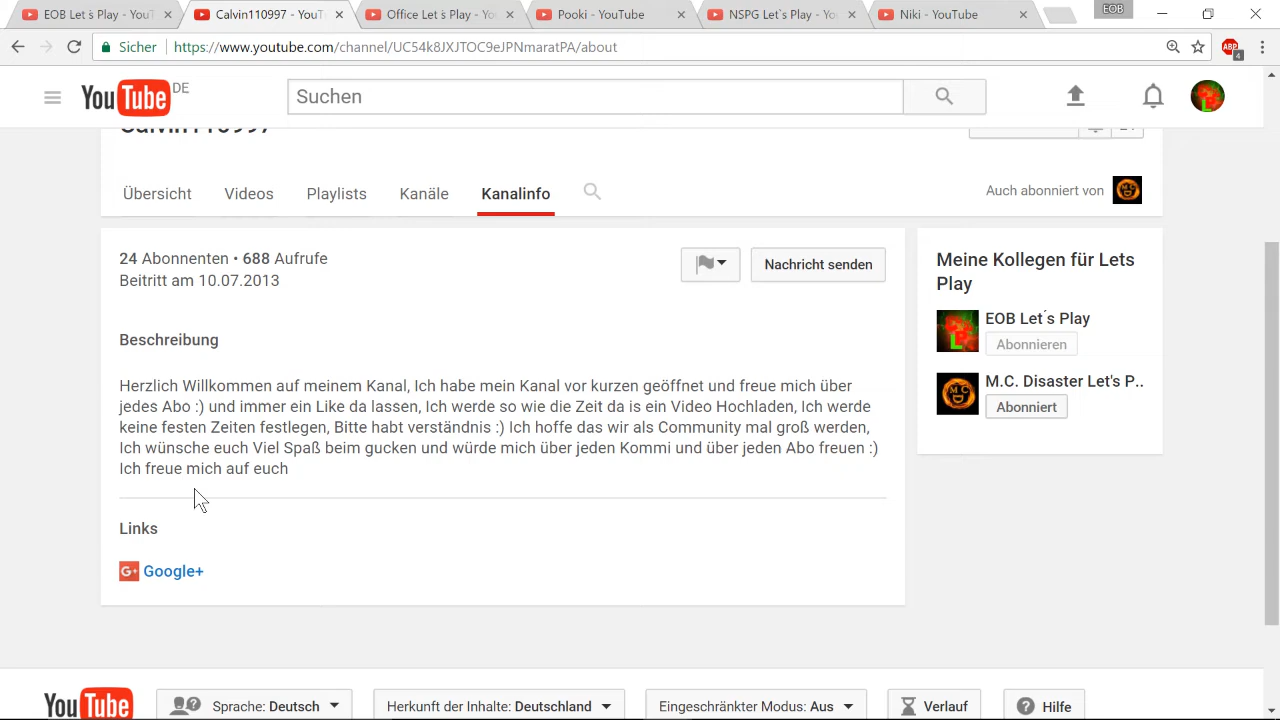 EOB Let´s Play - YouT
Calvin110997 - YouT
Office Let´s Play - Yo
Pooki - YouTube
NSPG Let`s Play - Yo
Niki - YouTube
EOB
Sicher
https://www.youtube.com/channel/UC54k8JXJTOC9eJPNmaratPA/about
ABP
4
YouTube DE
Suchen
Calvin110997
Übersicht
Videos
Playlists
Kanäle
Kanalinfo
Auch abonniert von
24 Abonnenten • 688 Aufrufe
Beitritt am 10.07.2013
Nachricht senden
Beschreibung
Herzlich Willkommen auf meinem Kanal, Ich habe mein Kanal vor kurzen geöffnet und freue mich über
jedes Abo :) und immer ein Like da lassen, Ich werde so wie die Zeit da is ein Video Hochladen, Ich werde
keine festen Zeiten festlegen, Bitte habt verständnis :) Ich hoffe das wir als Community mal groß werden,
Ich wünsche euch Viel Spaß beim gucken und würde mich über jeden Kommi und über jeden Abo freuen :)
Ich freue mich auf euch
Links
G+ Google+
Meine Kollegen für Lets
Play
EOB Let´s Play
Abonnieren
M.C. Disaster Let's P..
Abonniert
YouTube
Sprache: Deutsch
Herkunft der Inhalte: Deutschland
Eingeschränkter Modus: Aus
Verlauf
Hilfe